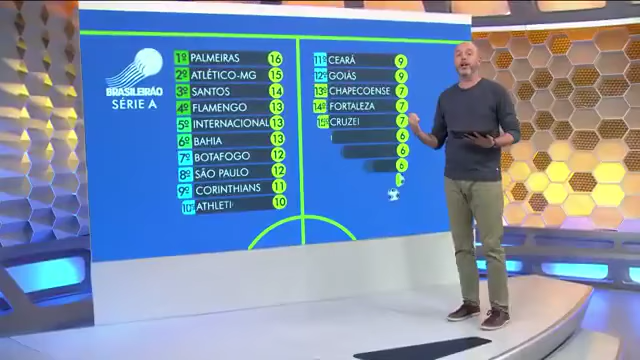 BRASILEIRÃO
SÉRIE A
1º PALMEIRAS 16
2º ATLÉTICO-MG 15
3º SANTOS 14
4º FLAMENGO 13
5º INTERNACIONAL 13
6º BAHIA 13
7º BOTAFOGO 12
8º SÃO PAULO 12
9º CORINTHIANS 11
10º ATHLETI 10
11º CEARÁ 9
12º GOIÁS 9
13º CHAPECOENSE 7
14º FORTALEZA 7
15º CRUZEI 7
6
6
6